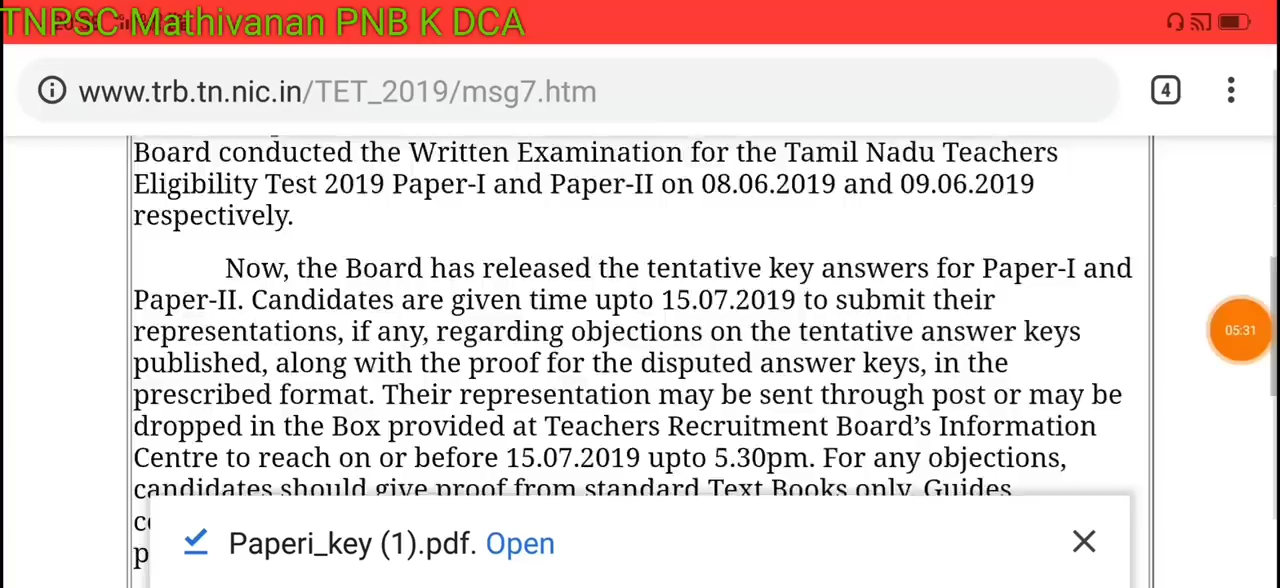 TNPSC Mathivanan PNB K DCA
www.trb.tn.nic.in/TET_2019/msg7.htm
4
Board conducted the Written Examination for the Tamil Nadu Teachers
Eligibility Test 2019 Paper-I and Paper-II on 08.06.2019 and 09.06.2019
respectively.
Now, the Board has released the tentative key answers for Paper-I and
Paper-II. Candidates are given time upto 15.07.2019 to submit their
representations, if any, regarding objections on the tentative answer keys
05:31
published, along with the proof for the disputed answer keys, in the
prescribed format. Their representation may be sent through post or may be
dropped in the Box provided at Teachers Recruitment Board’s Information
Centre to reach on or before 15.07.2019 upto 5.30pm. For any objections,
candidates should give proof from standard Text Books only. Guides
Paperi_key (1).pdf. Open